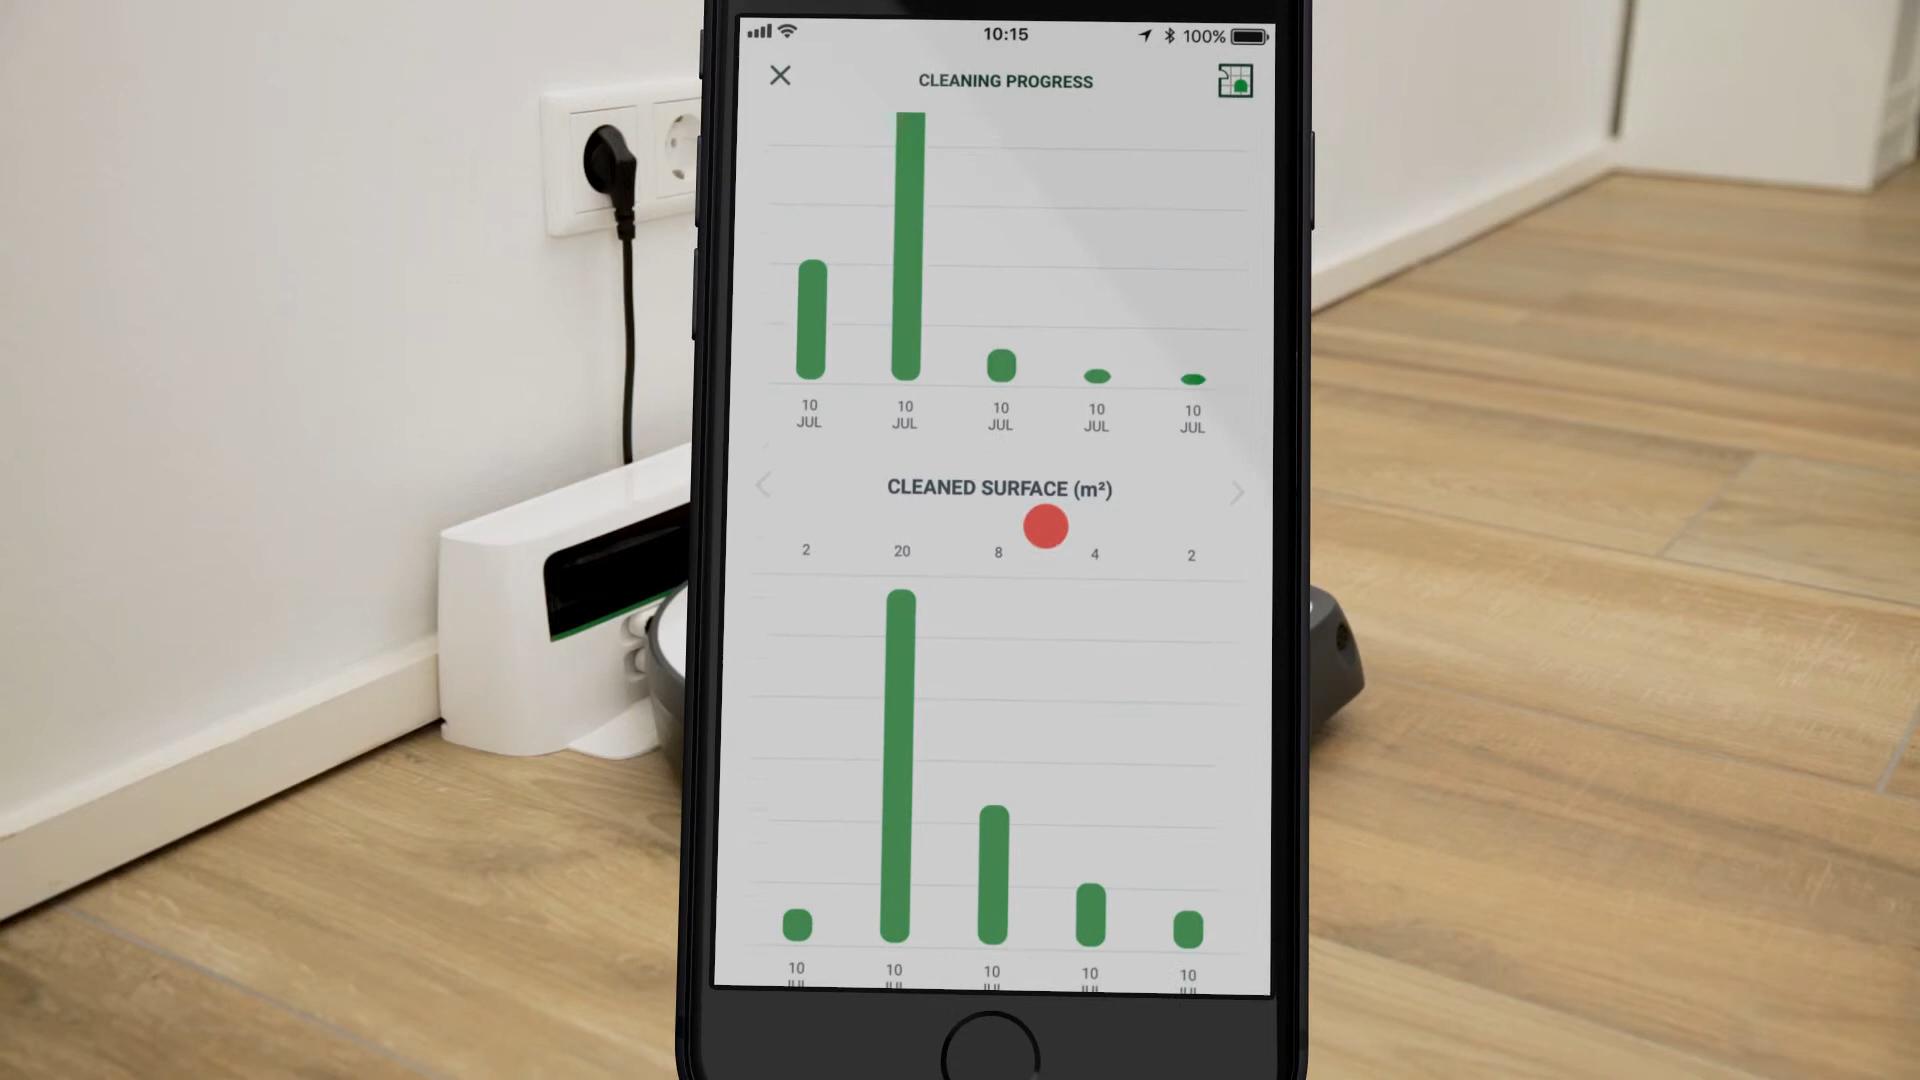 10:15 100%
CLEANING PROGRESS
10 10 10 10 10
JUL JUL JUL JUL JUL
CLEANED SURFACE (m²)
2 20 8 4 2
10 10 10 10 10